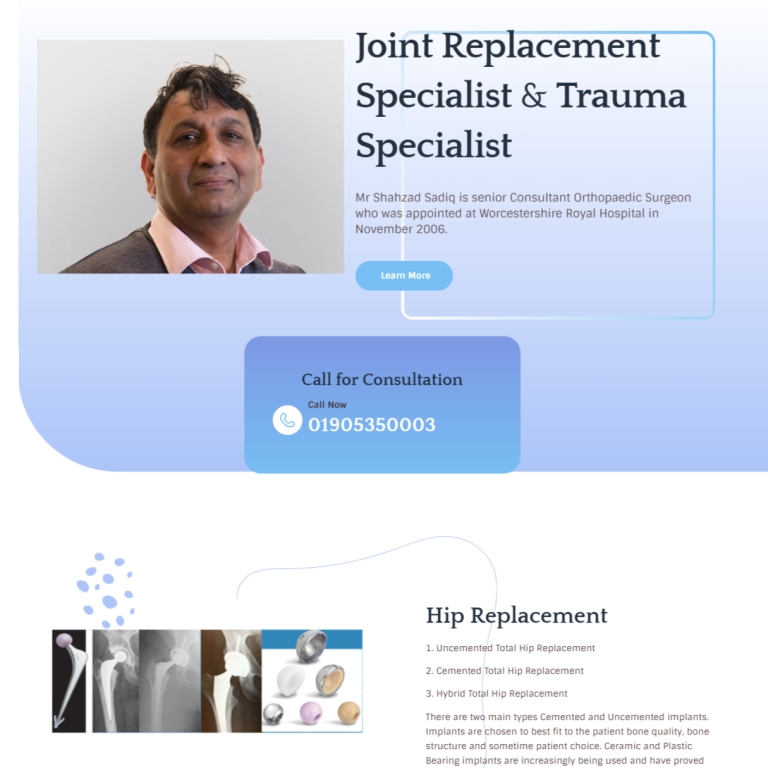 Joint Replacement
Specialist & Trauma
Specialist
Mr Shahzad Sadiq is senior Consultant Orthopaedic Surgeon
who was appointed at Worcestershire Royal Hospital in
November 2006.
Learn More
Call for Consultation
Call Now
01905350003
Hip Replacement
1. Uncemented Total Hip Replacement
2. Cemented Total Hip Replacement
3. Hybrid Total Hip Replacement
There are two main types Cemented and Uncemented implants.
Implants are chosen to best fit to the patient bone quality, bone
structure and sometime patient choice. Ceramic and Plastic
Bearing implants are increasingly being used and have proved